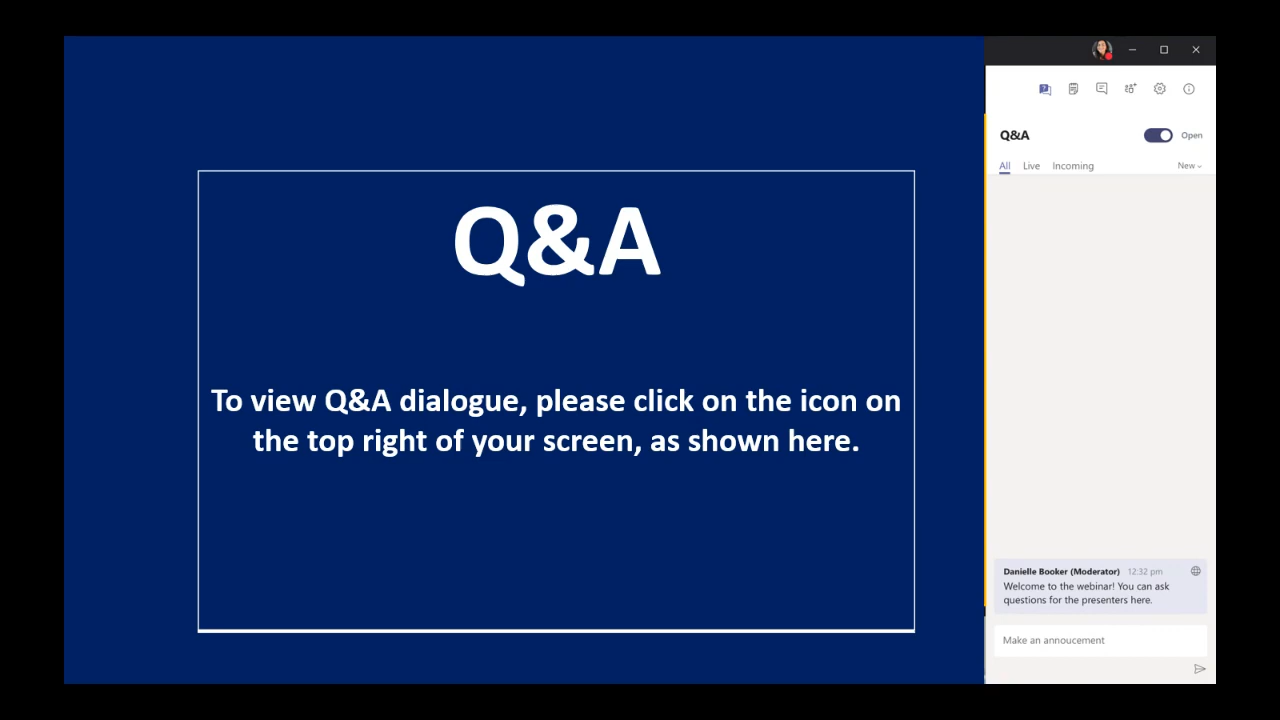 Q&A
To view Q&A dialogue, please click on the icon on
the top right of your screen, as shown here.
Q&A
Open
All Live Incoming New
Danielle Booker (Moderator) 12:32 pm
Welcome to the webinar! You can ask
questions for the presenters here.
Make an annoucement